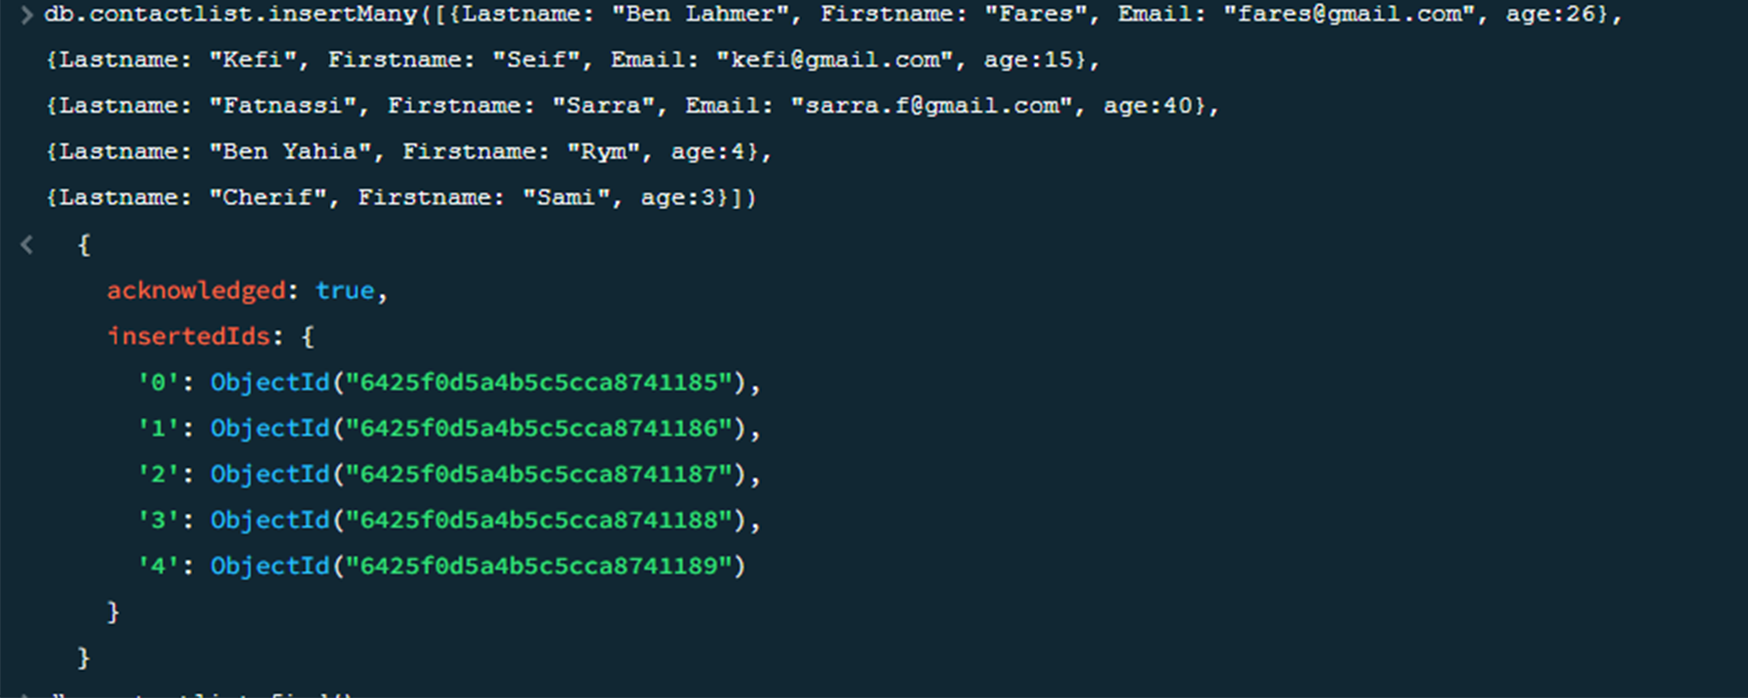 > db.contactlist.insertMany([{Lastname: "Ben Lahmer", Firstname: "Fares", Email: "fares@gmail.com", age:26},
{Lastname: "Kefi", Firstname: "Seif", Email: "kefi@gmail.com", age:15},
{Lastname: "Fatnassi", Firstname: "Sarra", Email: "sarra.f@gmail.com", age:40},
{Lastname: "Ben Yahia", Firstname: "Rym", age:4},
{Lastname: "Cherif", Firstname: "Sami", age:3}])
< {
acknowledged: true,
insertedIds: {
'0': ObjectId("6425f0d5a4b5c5cca8741185"),
'1': ObjectId("6425f0d5a4b5c5cca8741186"),
'2': ObjectId("6425f0d5a4b5c5cca8741187"),
'3': ObjectId("6425f0d5a4b5c5cca8741188"),
'4': ObjectId("6425f0d5a4b5c5cca8741189")
}
}